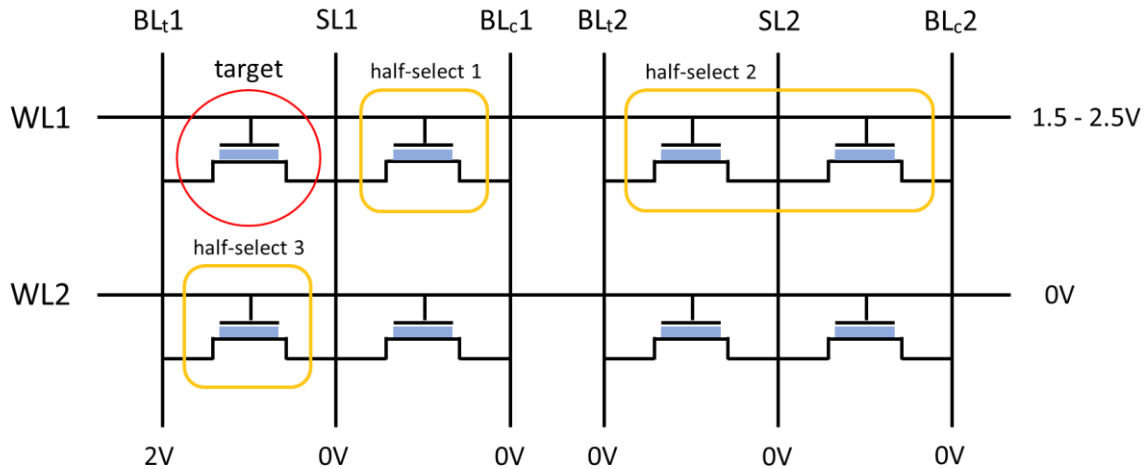 BLt1 SL1 BLc1 BLt2 SL2 BLc2
target half-select 1 half-select 2
WL1 1.5 - 2.5V
half-select 3
WL2 0V
2V 0V 0V 0V 0V 0V